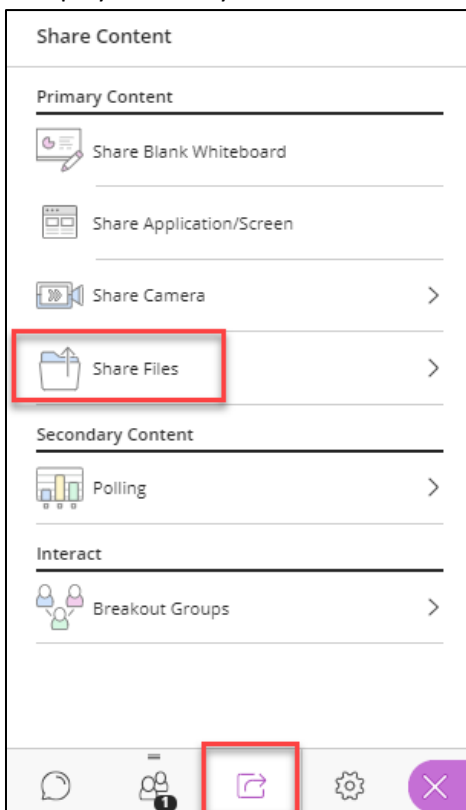 Share Content
Primary Content
Share Blank Whiteboard
Share Application/Screen
Share Camera
Share Files
Secondary Content
Polling
Interact
Breakout Groups
1